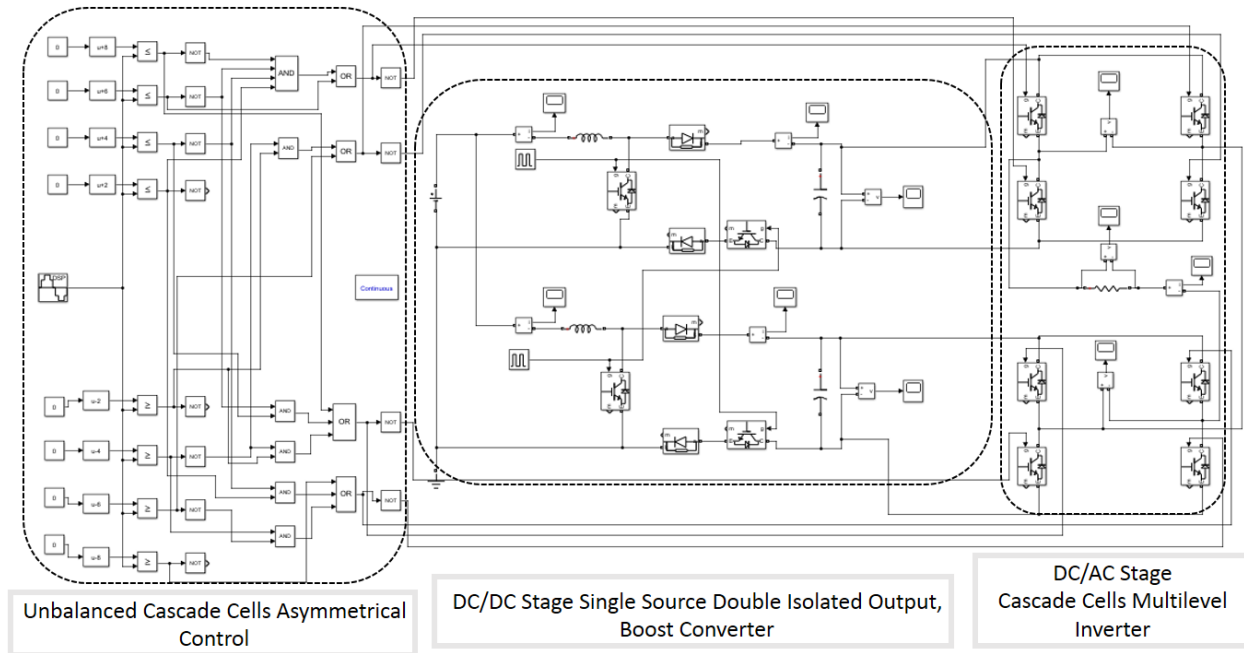 0 u+8 ≤ NOT
AND OR NOT
0 u+6 ≤ NOT
0 u+4 ≤ NOT AND OR NOT
0 u+2 ≤ NOT
DSP
Continuous
0 u-2 ≥ NOT AND
OR NOT
0 u-4 ≥ NOT AND
0 ≥ NOT AND OR NOT
AND
0 ≥ NOT
Unbalanced Cascade Cells Asymmetrical
Control
DC/DC Stage Single Source Double Isolated Output,
Boost Converter
DC/AC Stage
Cascade Cells Multilevel
Inverter